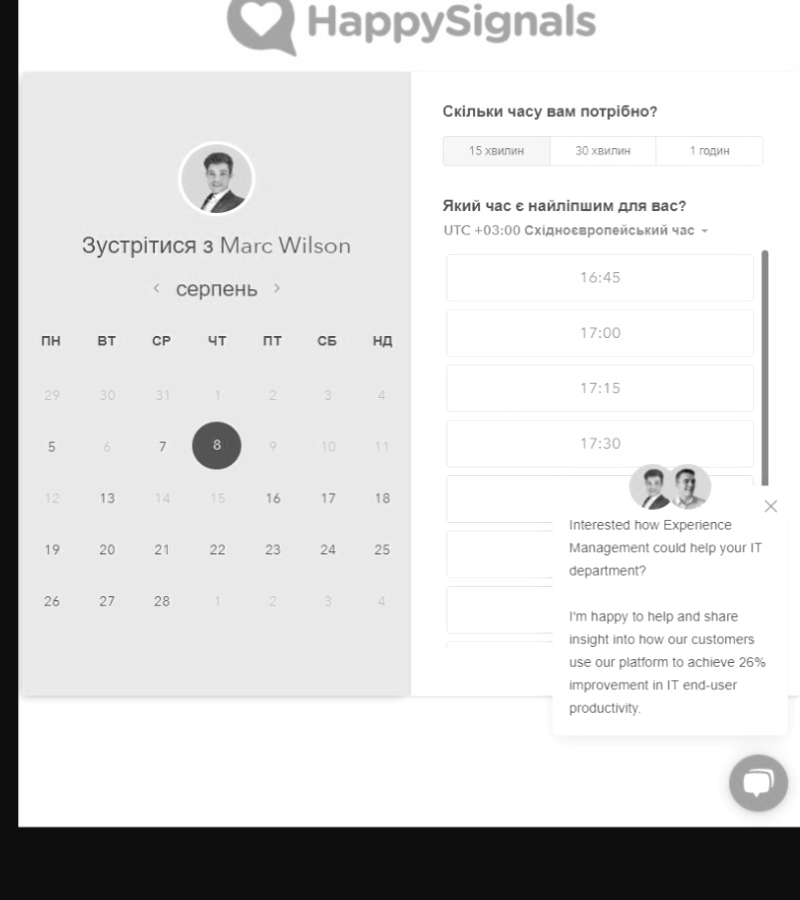 HappySignals
Зустрітися з Marc Wilson
серпень
ПН ВТ СР ЧТ ПТ СБ НД
29 30 31 1 2 3 4
5 6 7 8 9 10 11
12 13 14 15 16 17 18
19 20 21 22 23 24 25
26 27 28 1 2 3 4
Скільки часу вам потрібно?
15 хвилин 30 хвилин 1 годин
Який час є найліпшим для вас?
UTC +03:00 Східноєвропейський час
16:45
17:00
17:15
17:30
Interested how Experience
Management could help your IT
department?
I'm happy to help and share
insight into how our customers
use our platform to achieve 26%
improvement in IT end-user
productivity.